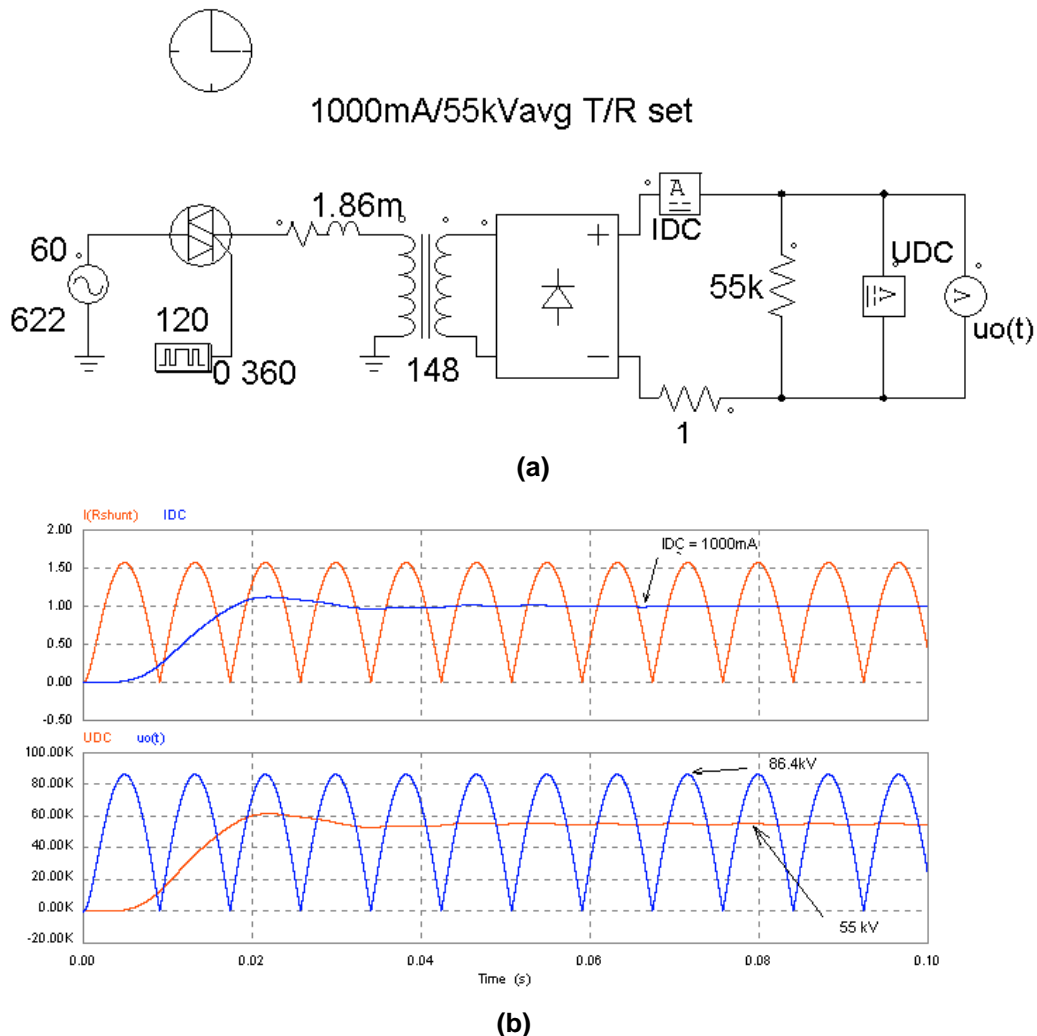 1000mA/55kVavg T/R set
1.86m
A
IDC
60
622
120
0 360
148
+
−
55k
UDC
V
V
uo(t)
1
(a)
I(Rshunt) IDC
2.00
1.50
1.00
0.50
0.00
-0.50
IDC = 1000mA
UDC uo(t)
100.00K
80.00K
60.00K
40.00K
20.00K
0.00K
-20.00K
86.4kV
55 kV
0.00 0.02 0.04 0.06 0.08 0.10
Time (s)
(b)